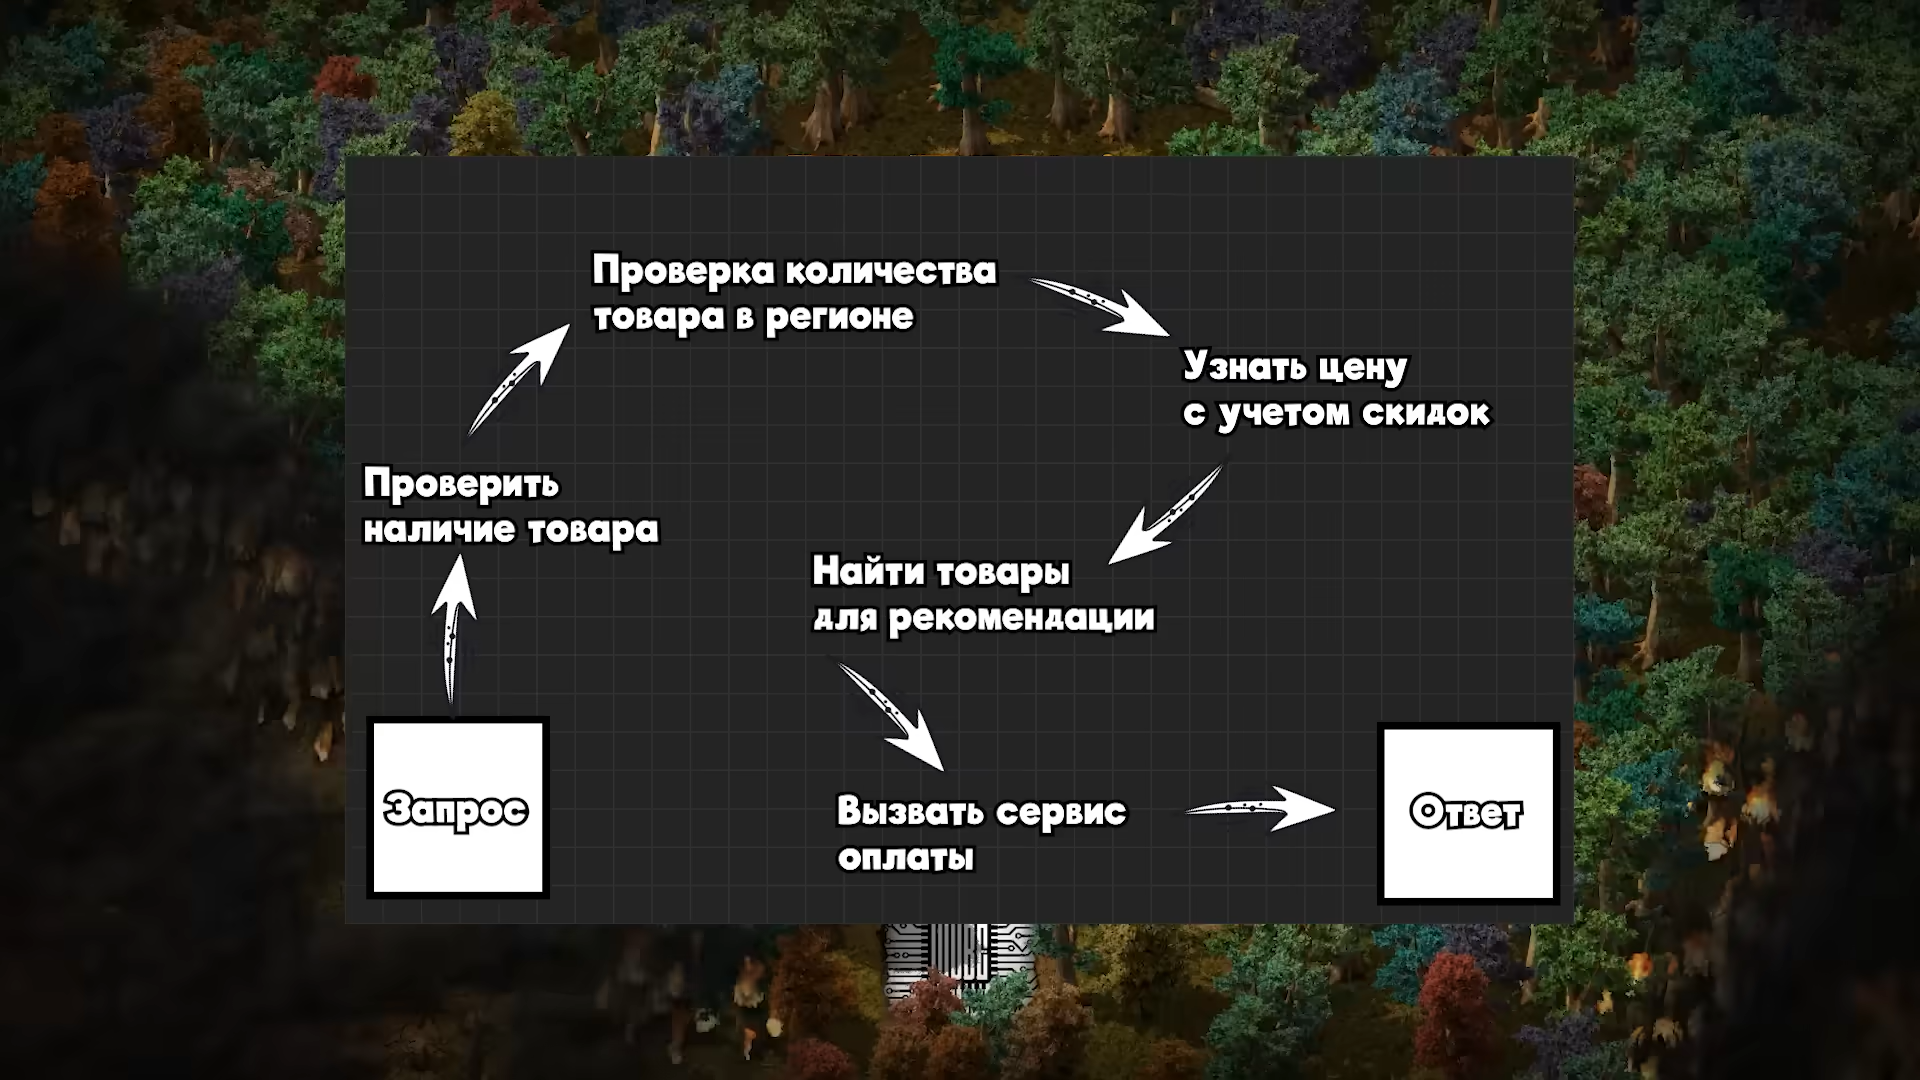 Проверка количества
товара в регионе
Узнать цену
с учетом скидок
Проверить
наличие товара
Найти товары
для рекомендации
Запрос
Вызвать сервис
оплаты
Ответ